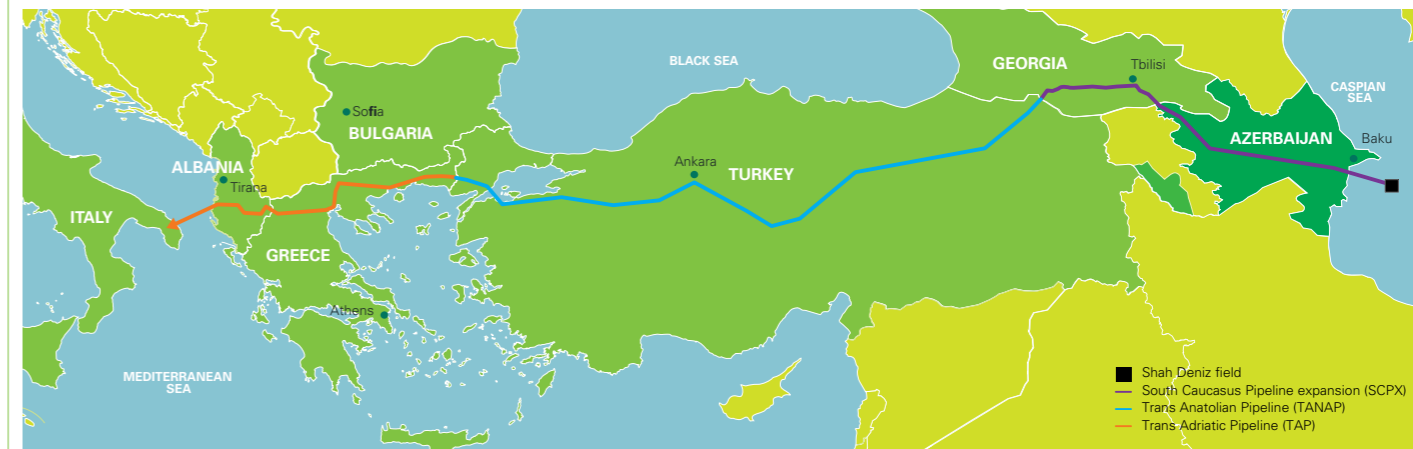 BLACK SEA
GEORGIA
Tbilisi
CASPIAN
SEA
Sofia
BULGARIA
AZERBAIJAN
Baku
ALBANIA
Tirana
Ankara
TURKEY
ITALY
GREECE
Athens
MEDITERRANEAN
SEA
Shah Deniz field
South Caucasus Pipeline expansion (SCPX)
Trans Anatolian Pipeline (TANAP)
Trans Adriatic Pipeline (TAP)